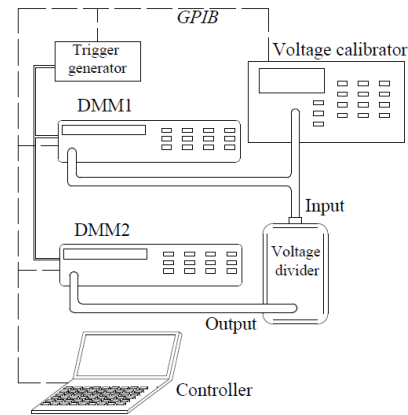 GPIB
Trigger
generator
Voltage calibrator
DMM1
Input
DMM2
Voltage
divider
Output
Controller